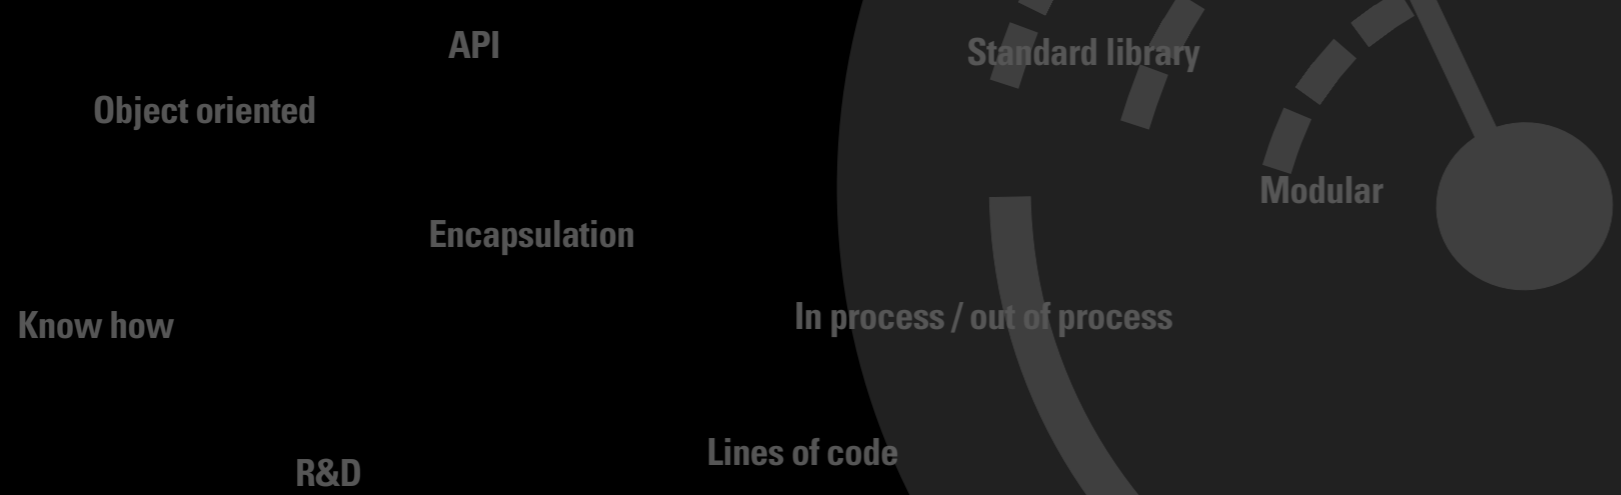 API
Standard library
Object oriented
Modular
Encapsulation
In process / out of process
Know how
Lines of code
R&D